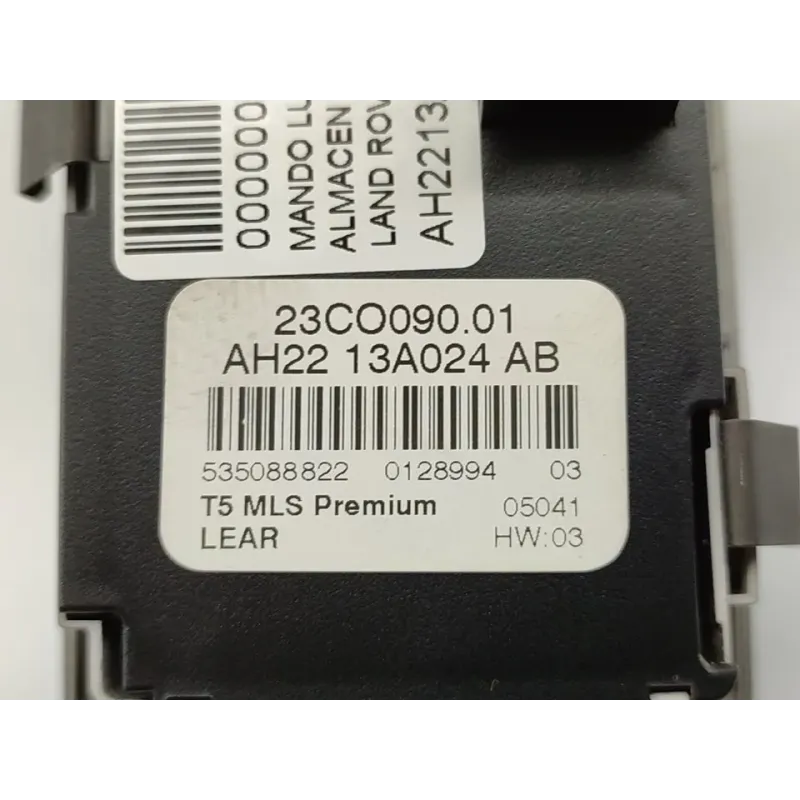 000000
MANDO LU
ALMACEN
LAND ROV
AH2213
23CO090.01
AH22 13A024 AB
535088822 0128994 03
T5 MLS Premium 05041
LEAR HW:03